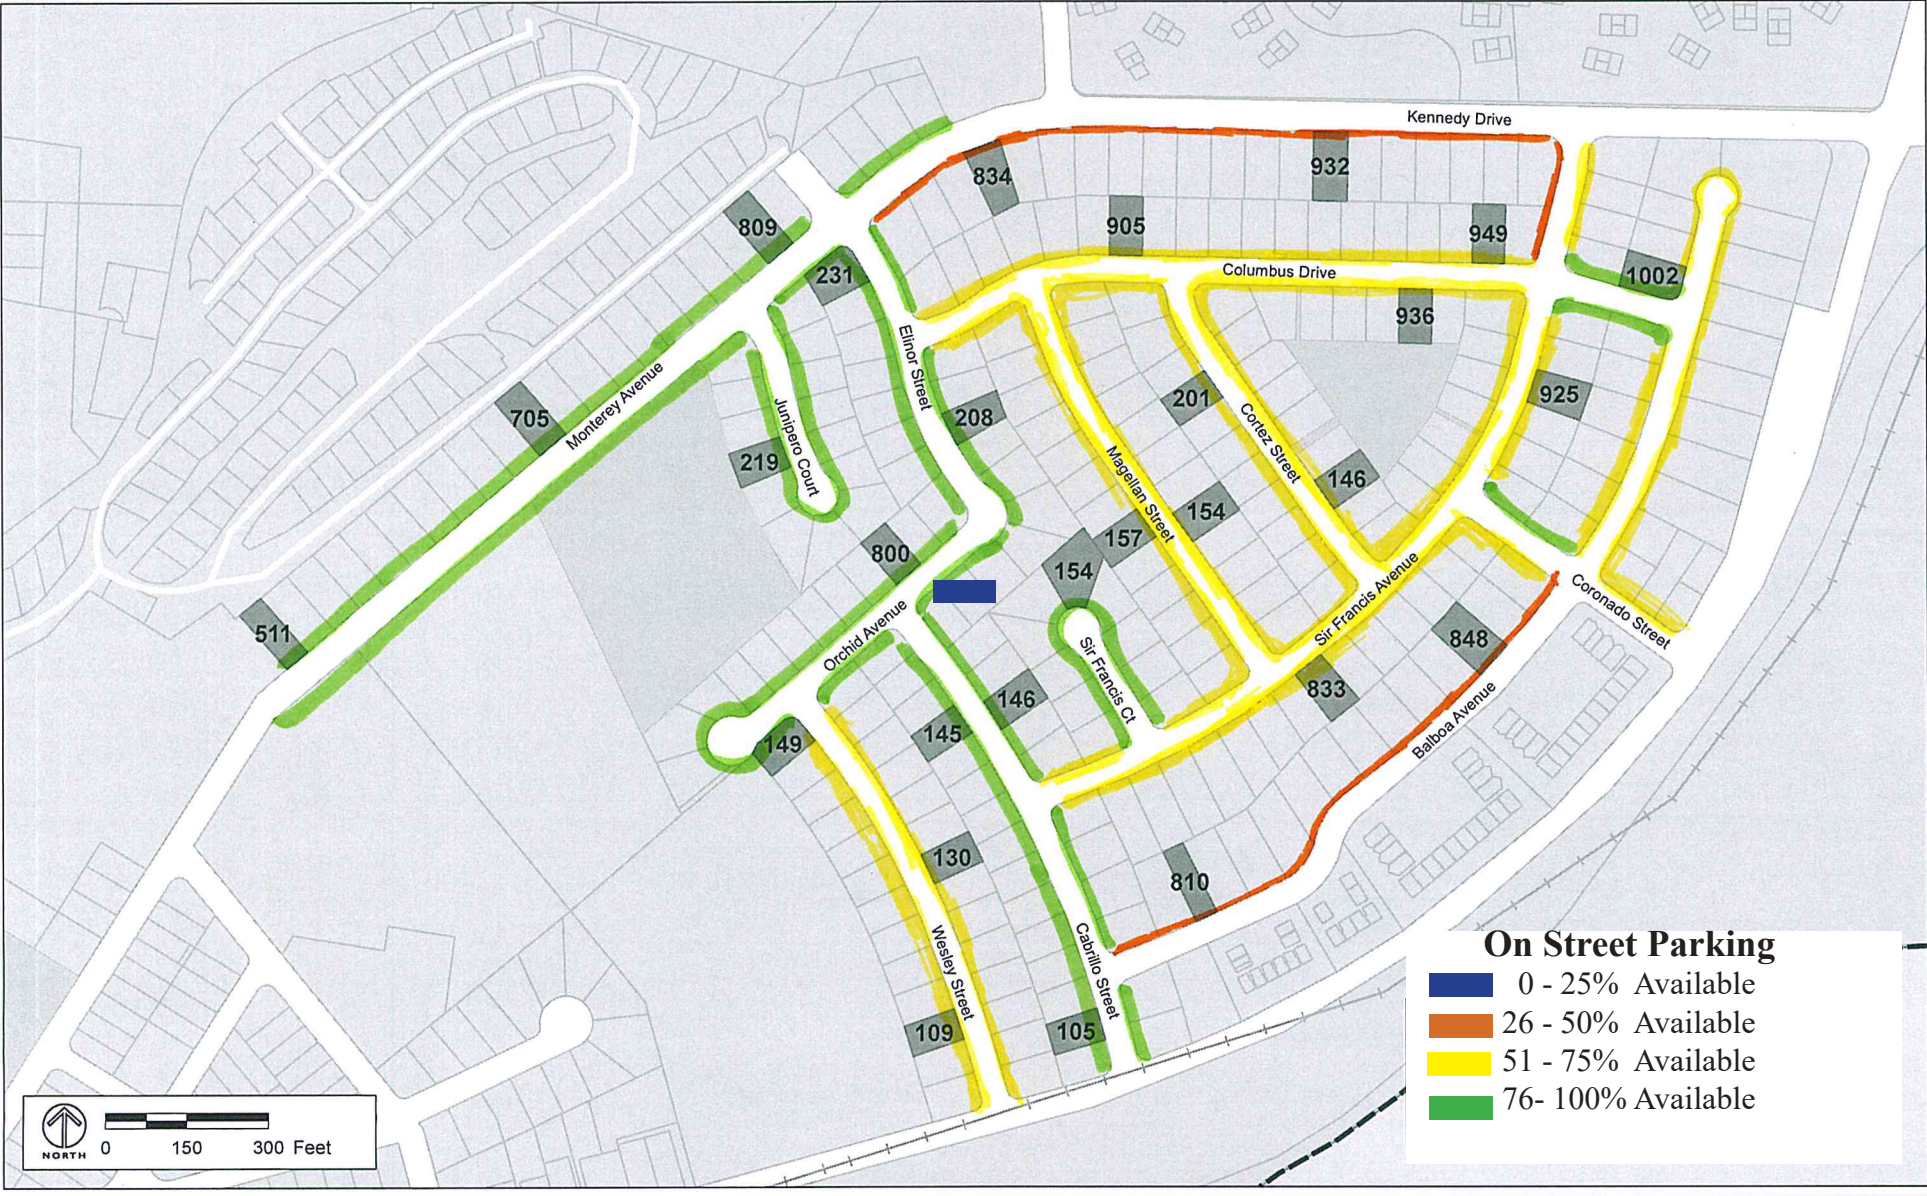 Kennedy Drive
834
932
809
905
949
231
Columbus Drive
1002
936
Elinor Street
705
Monterey Avenue
Junipero Court
208
201
925
Cortez Street
219
Magellan Street
146
154
157
800
154
511
Orchid Avenue
Sir Francis Avenue
Coronado Street
848
Sir Francis Ct
146
833
145
149
Balboa Avenue
130
810
Wesley Street
Cabrillo Street
109
105
On Street Parking
0 - 25% Available
26 - 50% Available
51 - 75% Available
76- 100% Available
NORTH
0 150 300 Feet